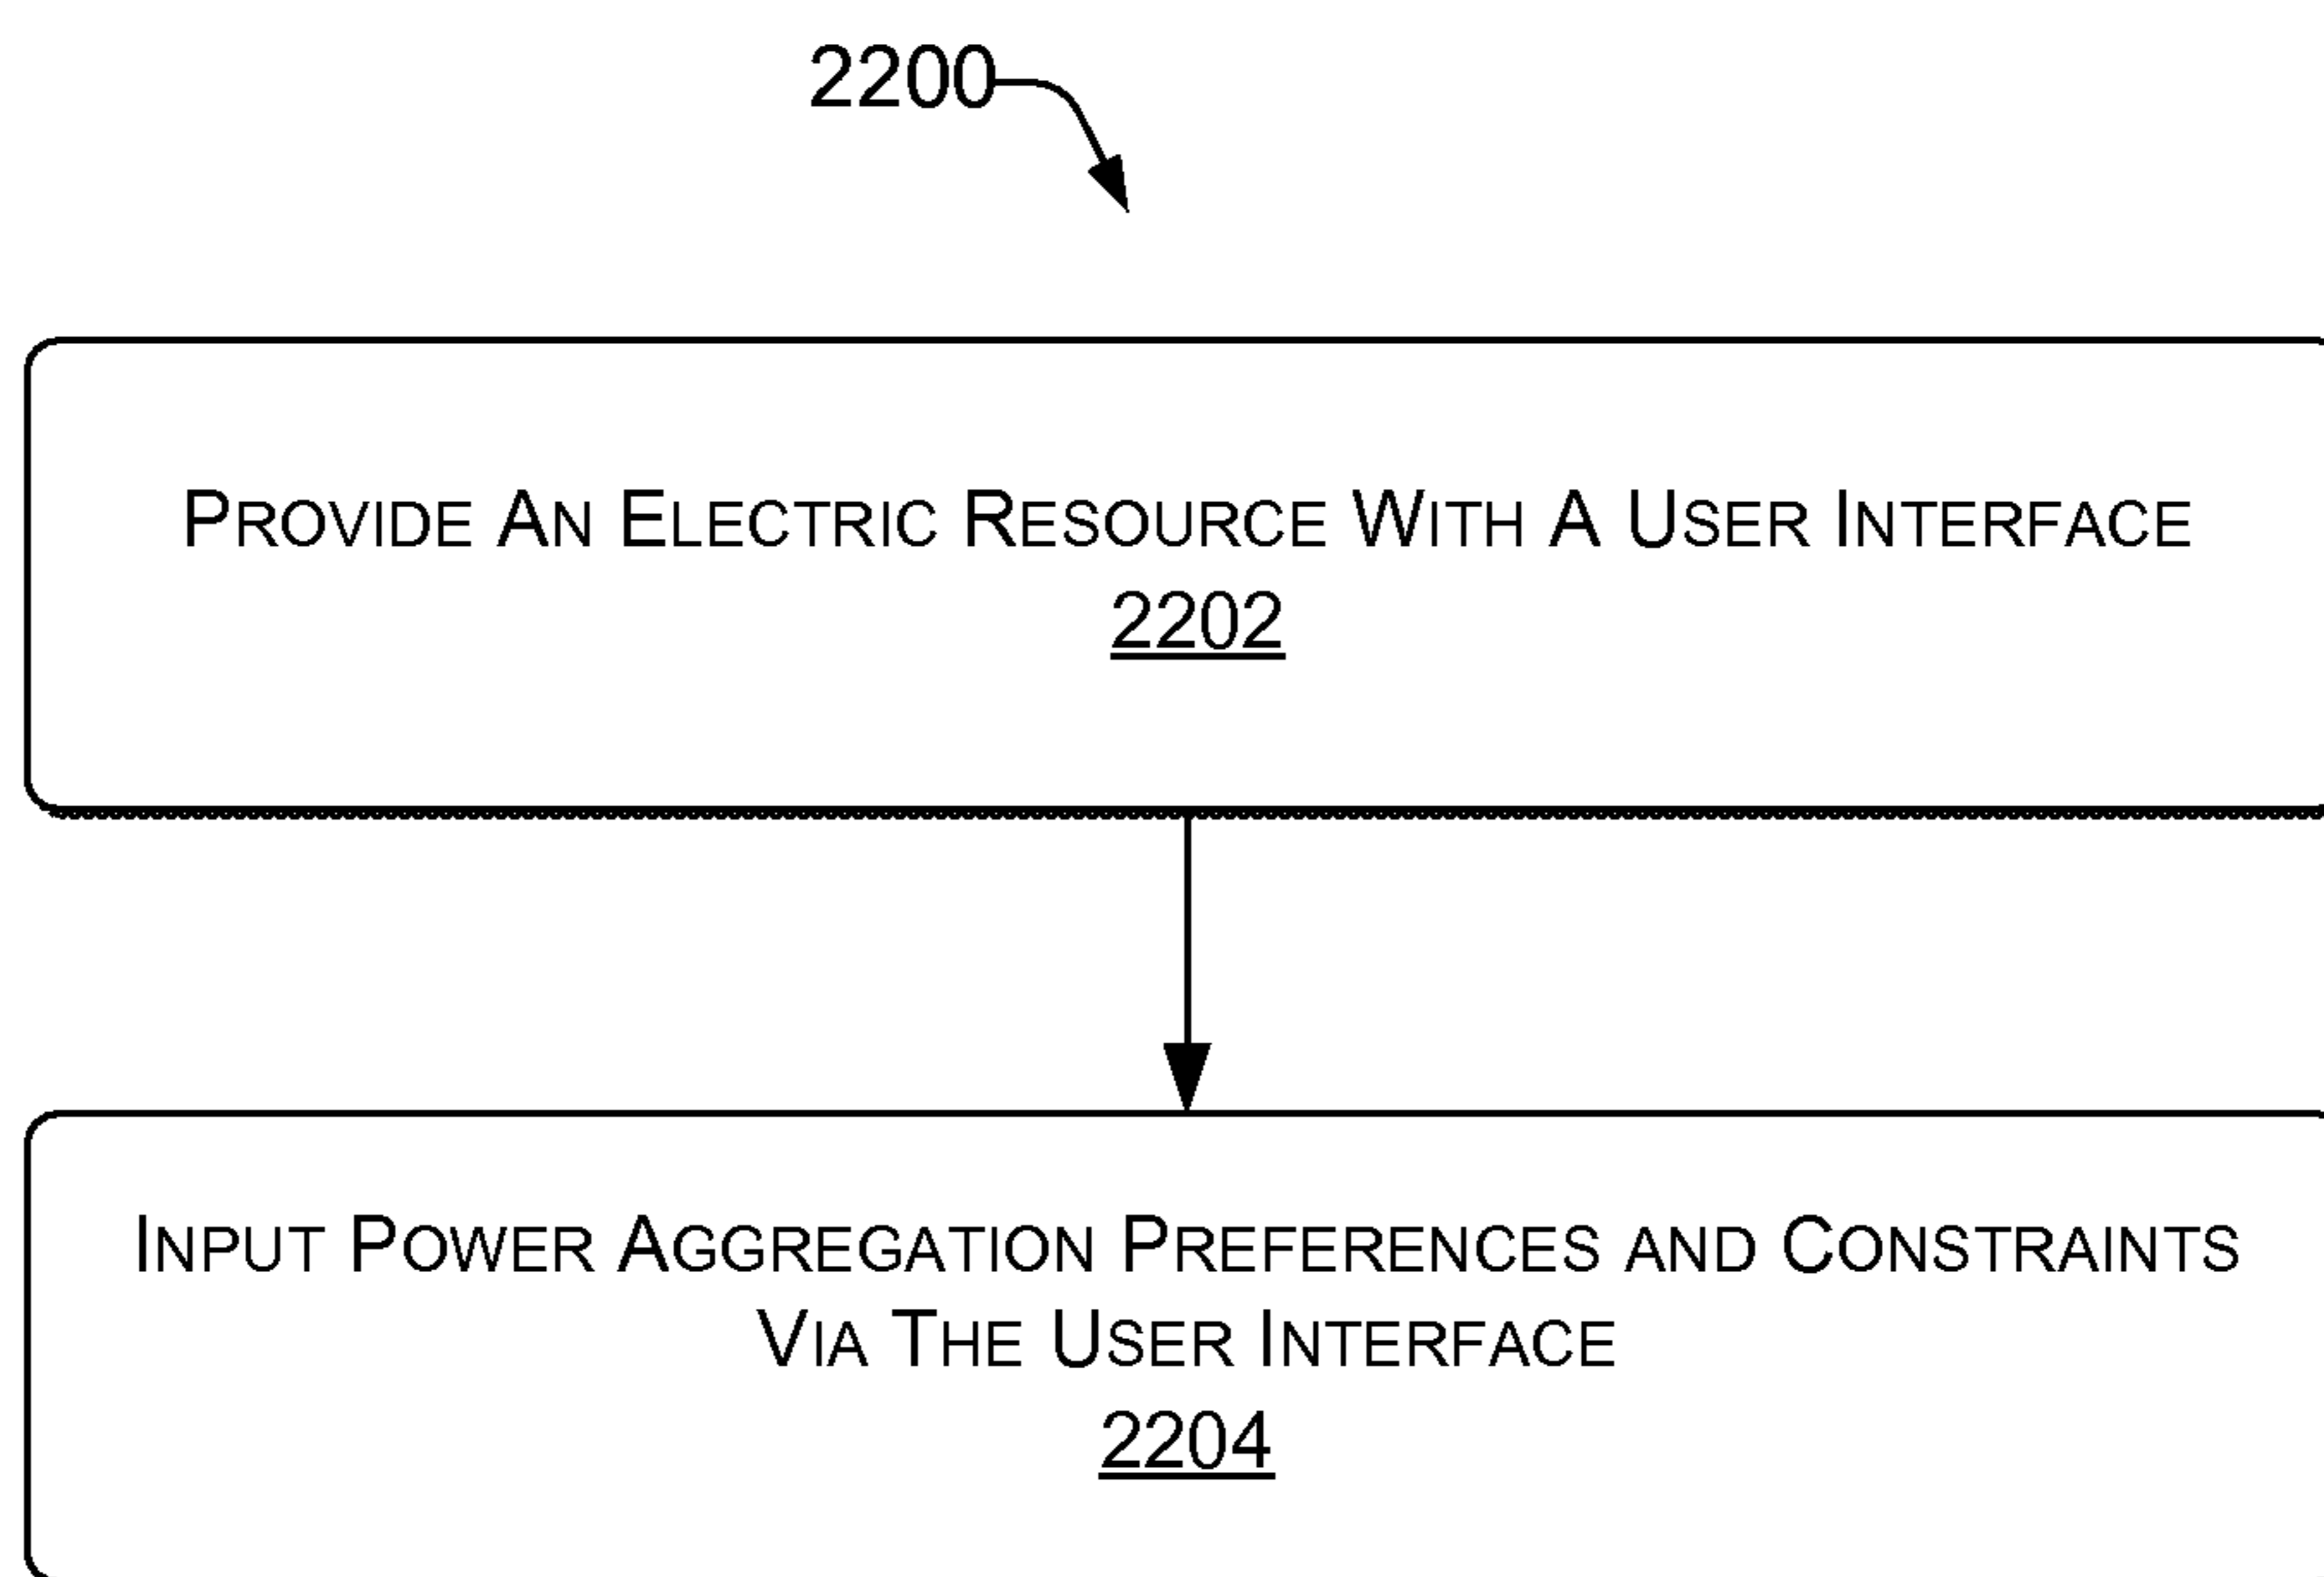 2200
Provide An Electric Resource With A User Interface
2202
Input Power Aggregation Preferences and Constraints
Via The User Interface
2204